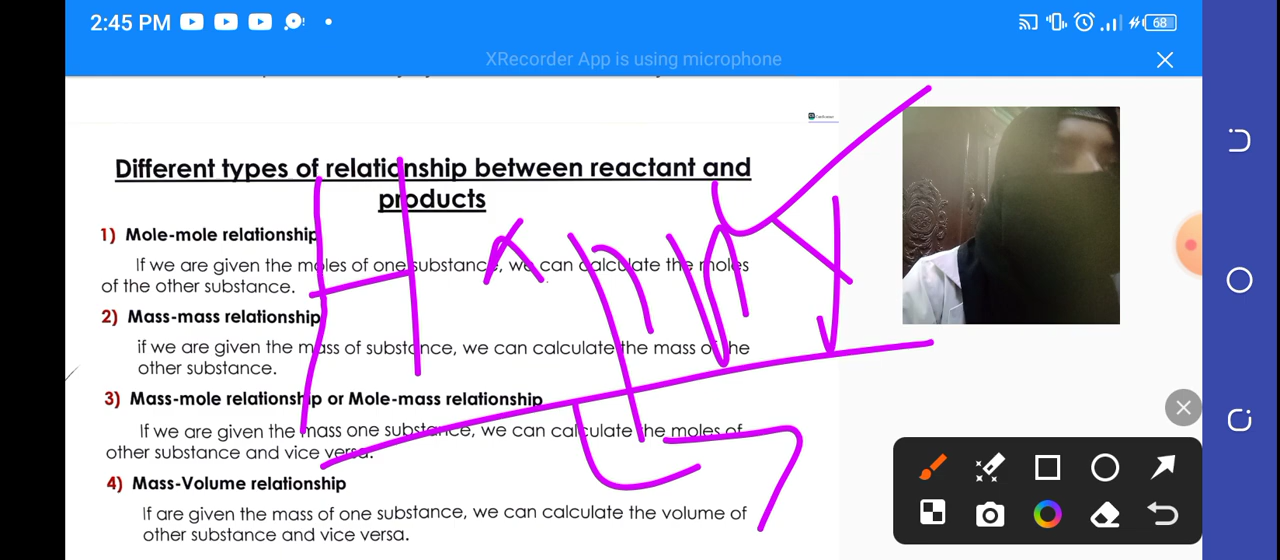 2:45 PM
68
XRecorder App is using microphone
Different types of relationship between reactant and
products
1) Mole-mole relationship
If we are given the moles of one substance, we can calculate the moles
of the other substance.
2) Mass-mass relationship
if we are given the mass of substance, we can calculate the mass of the
other substance.
3) Mass-mole relationship or Mole-mass relationship
If we are given the mass one substance, we can calculate the moles of
other substance and vice versa.
4) Mass-Volume relationship
If are given the mass of one substance, we can calculate the volume of
other substance and vice versa.